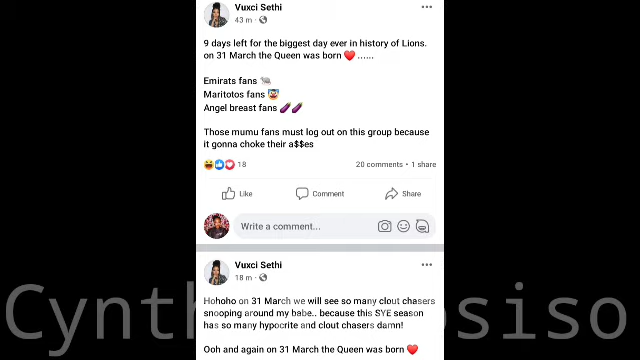 Vuxci Sethi
43 m
9 days left for the biggest day ever in history of Lions.
on 31 March the Queen was born ❤️ ......
Emirats fans 🐀
Maritotos fans 🤡
Angel breast fans 🍆🍆
Those mumu fans must log out on this group because
it gonna choke their a$$es
18
20 comments • 1 share
Like
Comment
Share
Write a comment...
Vuxci Sethi
18 m
Hohoho on 31 March we will see so many clout chasers
snooping around my babe.. because this SYE season
has so many hypocrite and clout chasers damn!
Ooh and again on 31 March the Queen was born ❤️